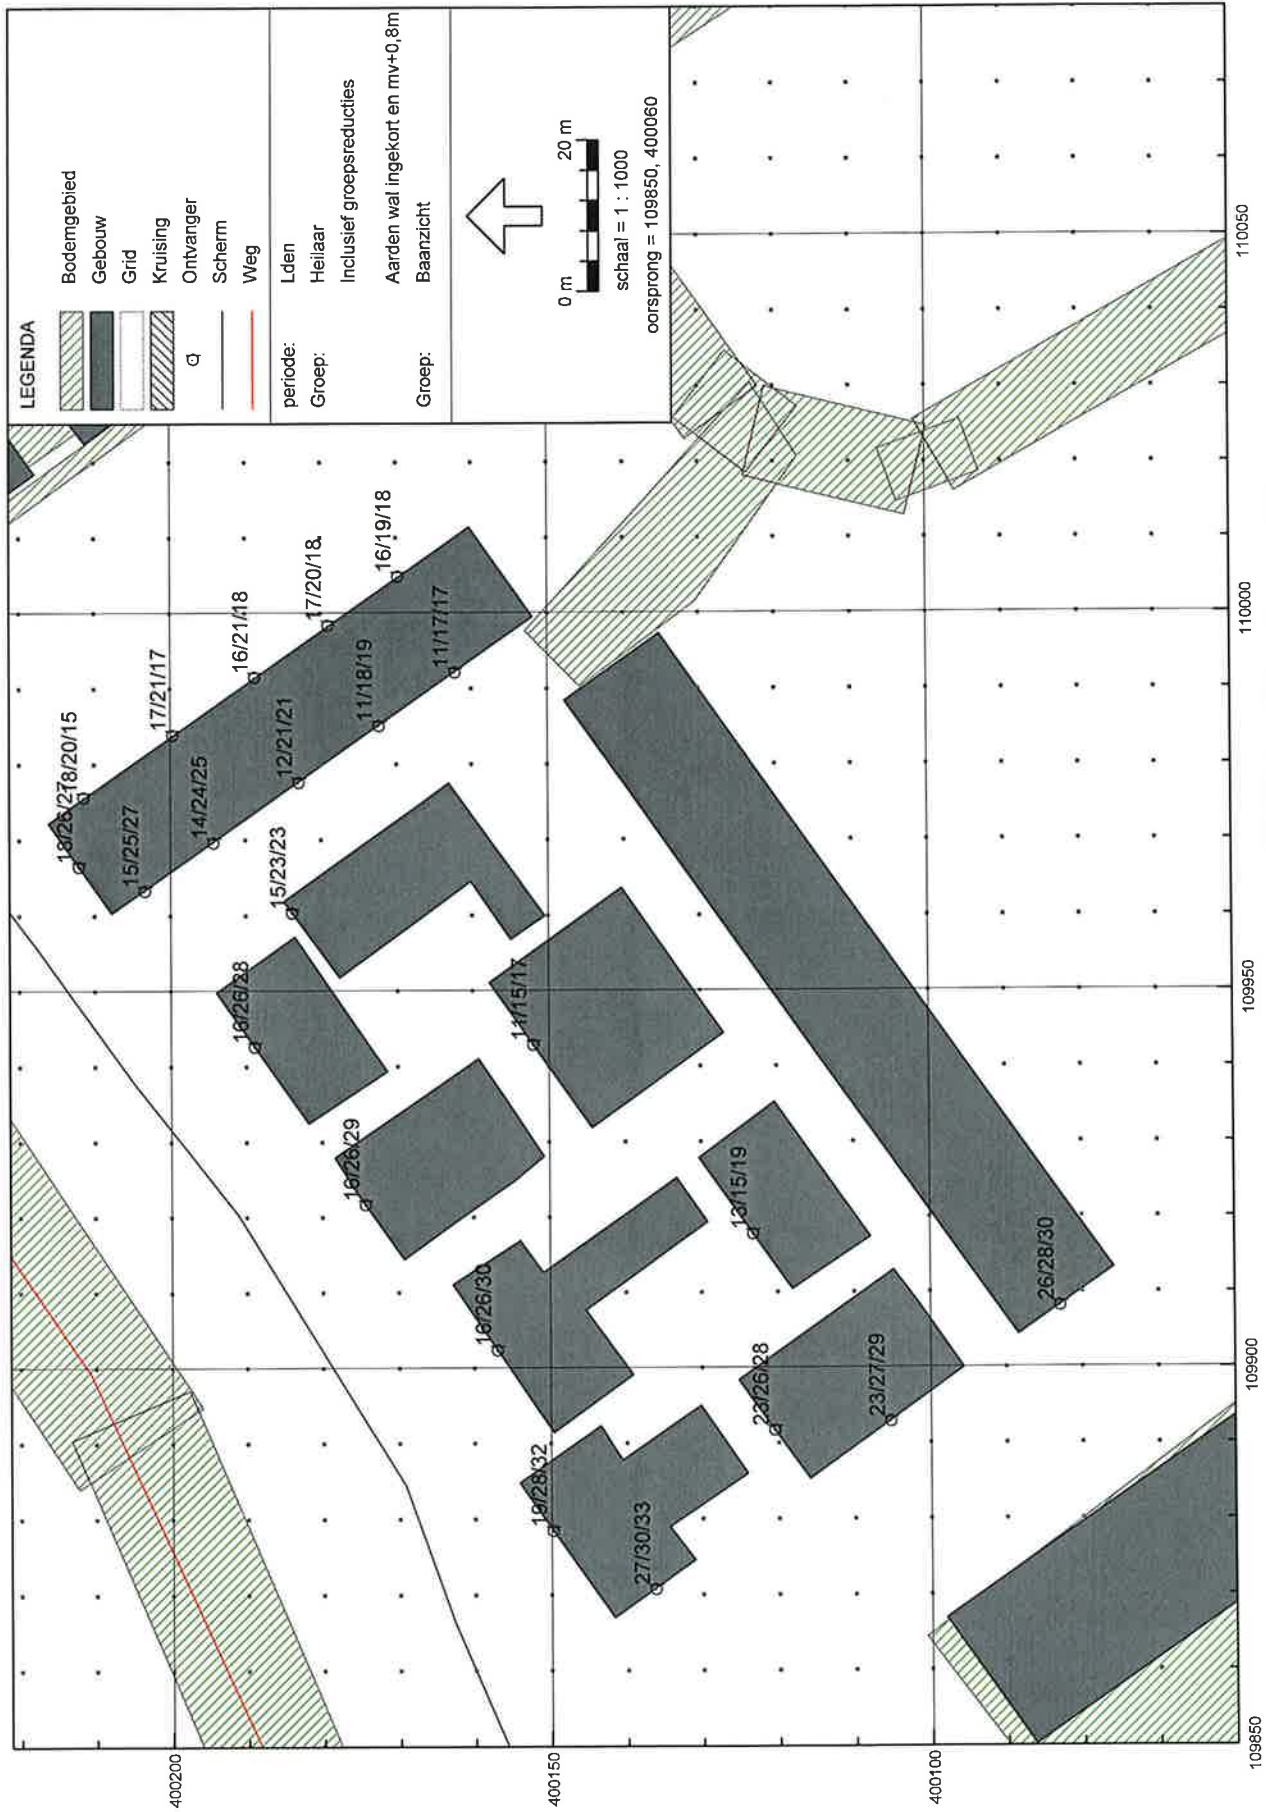 LEGENDA
Bodemgebied
Gebouw
Grid
Kruising
Ontvanger
Scherm
Weg
periode: Lden
Groep: Heilaar
Inclusief groepsreducties
Aarden wal ingekort en mv+0,8m
Groep: Baanzicht
0 m 20 m
schaal = 1 : 1000
oorsprong = 109850, 400060
18/20/15
15/25/27
17/21/17
14/24/25
16/21/18
12/21/21
17/20/18
11/18/19
16/19/18
11/17/17
15/23/23
16/26/28
11/15/17
16/26/29
13/15/19
16/26/30
26/28/30
23/26/28
23/27/29
19/28/32
27/30/33
400200
400150
400100
109850
109900
109950
110000
110050